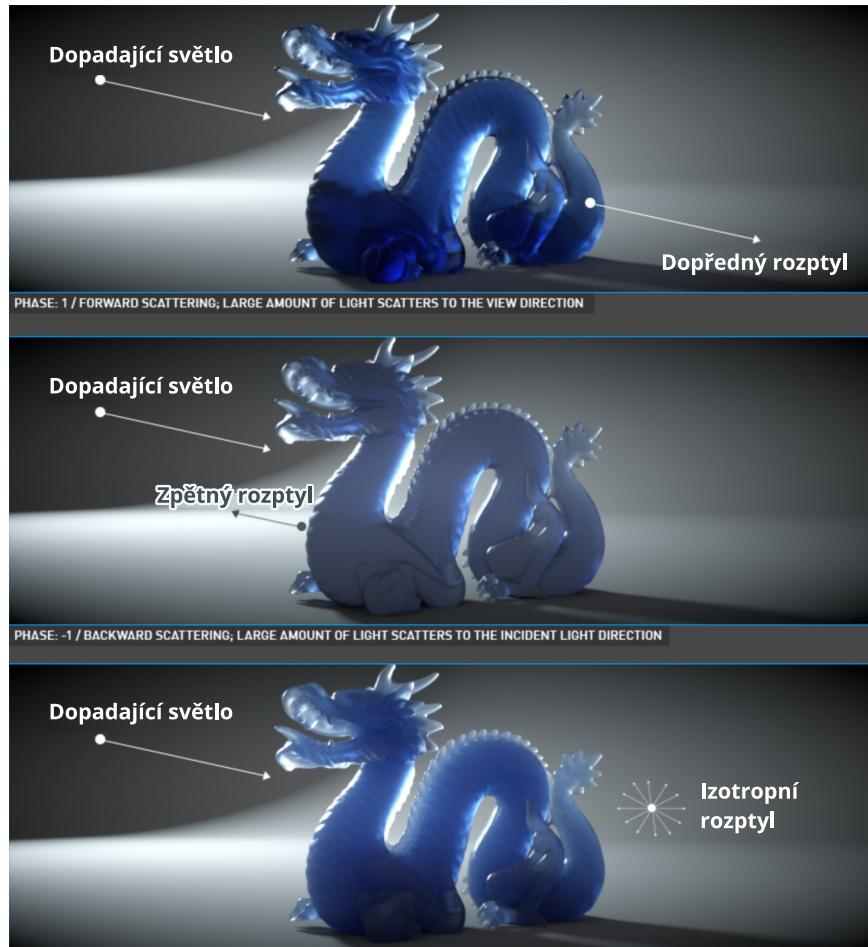 Dopadající světlo
Dopředný rozptyl
PHASE: 1 / FORWARD SCATTERING; LARGE AMOUNT OF LIGHT SCATTERS TO THE VIEW DIRECTION
Dopadající světlo
Zpětný rozptyl
PHASE: -1 / BACKWARD SCATTERING; LARGE AMOUNT OF LIGHT SCATTERS TO THE INCIDENT LIGHT DIRECTION
Dopadající světlo
Izotropní
rozptyl